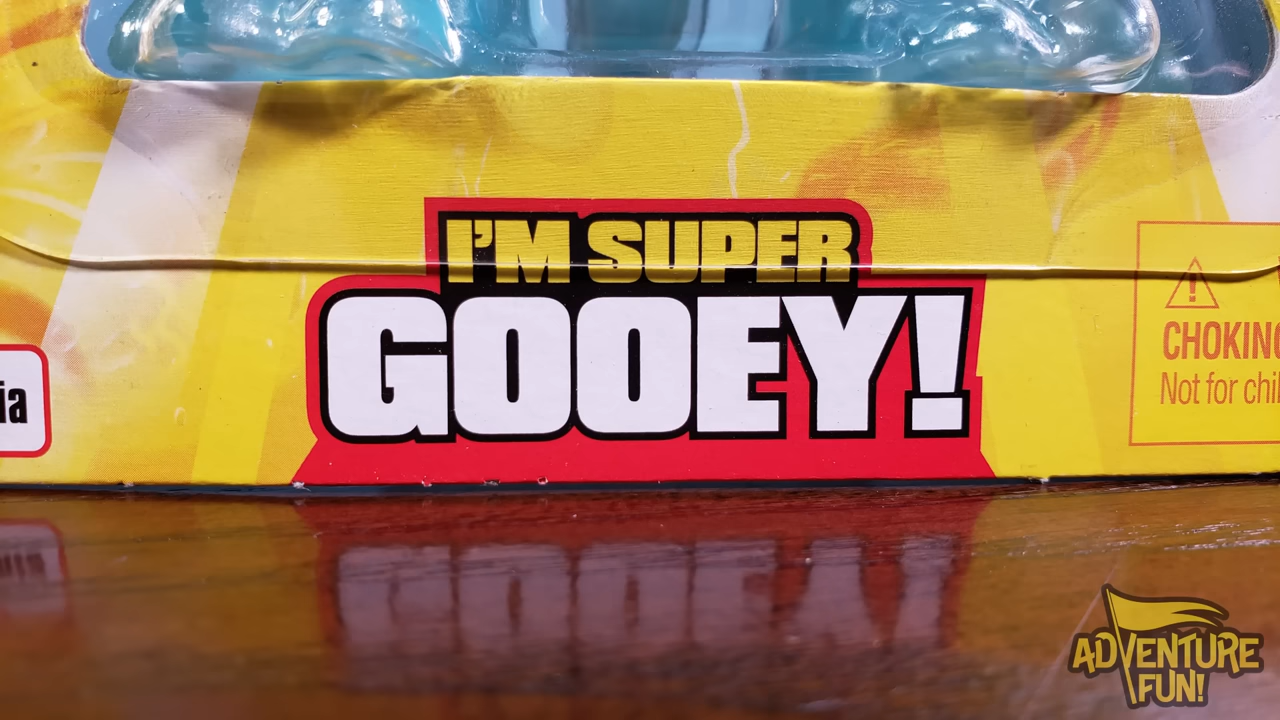 I'M SUPER
GOOEY!
ia
CHOKING
Not for chil
ADVENTURE
FUN!